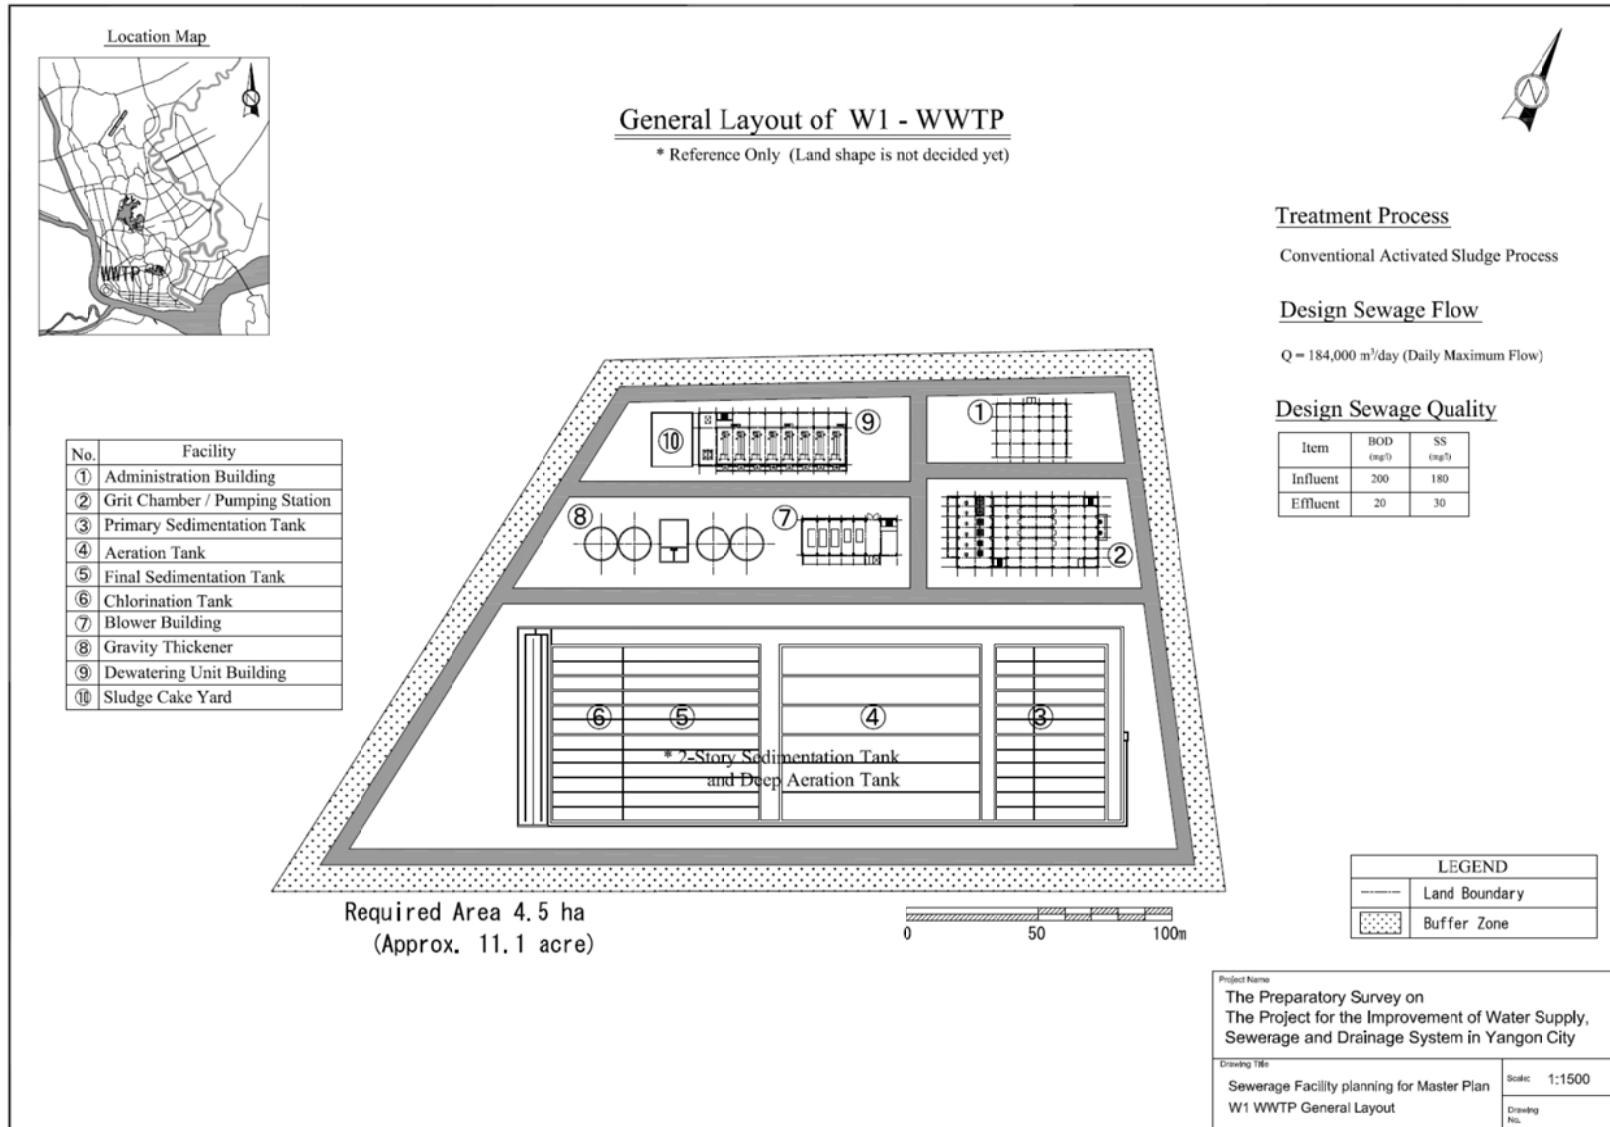 Location Map
N
WWTP
General Layout of W1 - WWTP
* Reference Only (Land shape is not decided yet)
N
Treatment Process
Conventional Activated Sludge Process
Design Sewage Flow
Q = 184,000 m³/day (Daily Maximum Flow)
Design Sewage Quality
Item BOD (mg/l) SS (mg/l)
Influent 200 180
Effluent 20 30
No. Facility
① Administration Building
② Grit Chamber / Pumping Station
③ Primary Sedimentation Tank
④ Aeration Tank
⑤ Final Sedimentation Tank
⑥ Chlorination Tank
⑦ Blower Building
⑧ Gravity Thickener
⑨ Dewatering Unit Building
⑩ Sludge Cake Yard
⑩ ⑨ ①
⑧ ⑦ ②
⑥ ⑤ ④ ③
* 2-Story Sedimentation Tank
and Deep Aeration Tank
Required Area 4.5 ha
(Approx. 11.1 acre)
0 50 100m
LEGEND
Land Boundary
Buffer Zone
Project Name
The Preparatory Survey on
The Project for the Improvement of Water Supply,
Sewerage and Drainage System in Yangon City
Drawing Title
Sewerage Facility planning for Master Plan
W1 WWTP General Layout
Scale: 1:1500
Drawing
No.